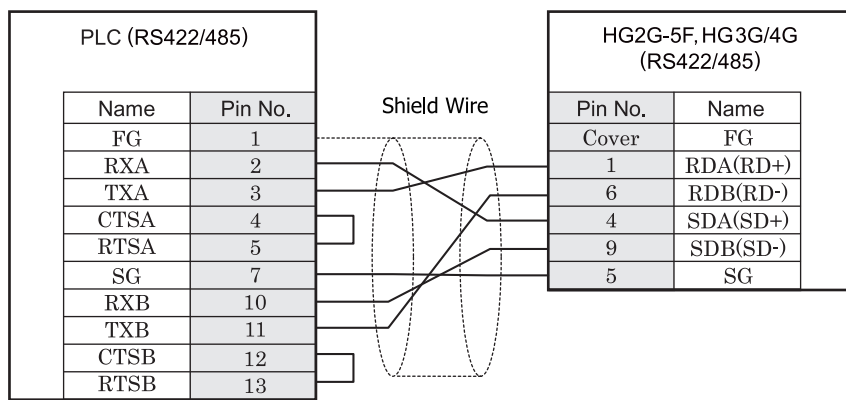 PLC (RS422/485)
Name Pin No.
FG 1
RXA 2
TXA 3
CTSA 4
RTSA 5
SG 7
RXB 10
TXB 11
CTSB 12
RTSB 13
Shield Wire
HG2G-5F, HG3G/4G
(RS422/485)
Pin No. Name
Cover FG
1 RDA(RD+)
6 RDB(RD-)
4 SDA(SD+)
9 SDB(SD-)
5 SG